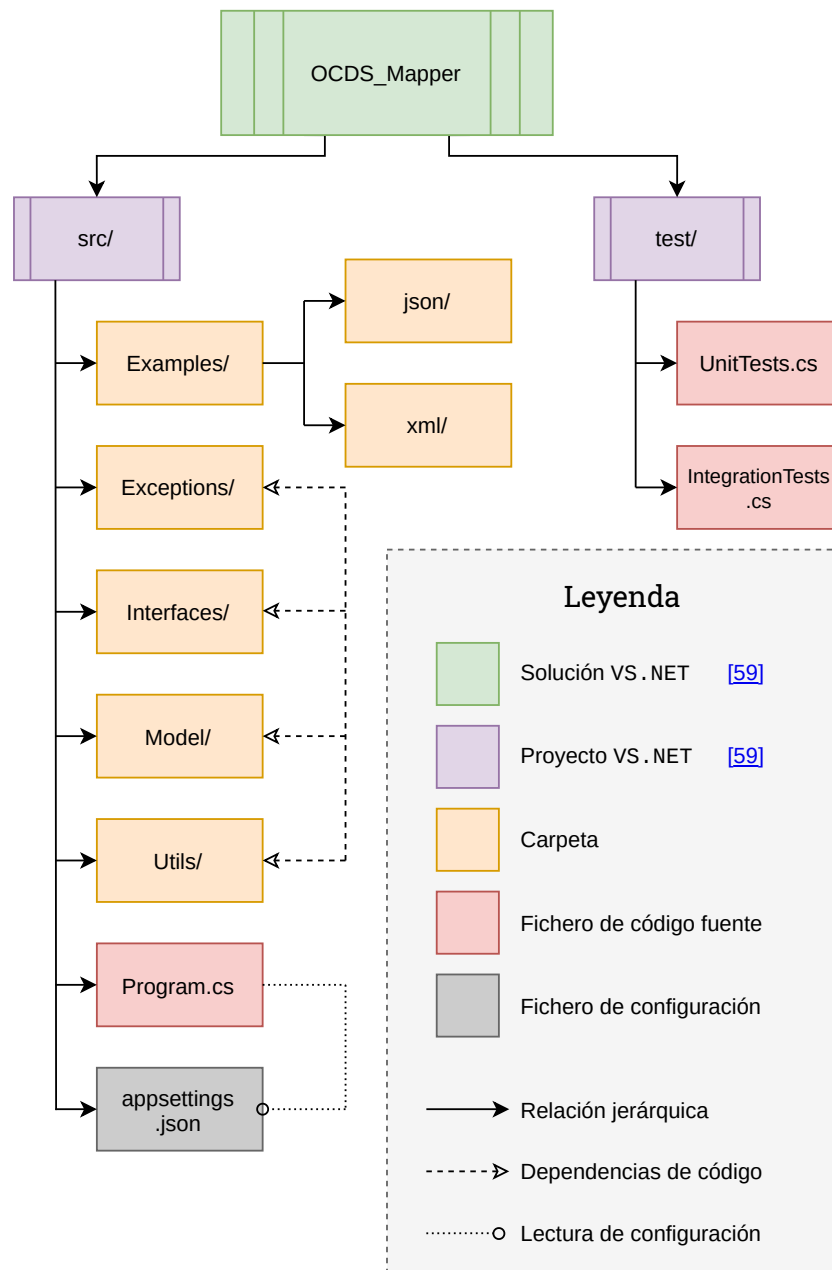 OCDS_Mapper
src/
test/
json/
Examples/
UnitTests.cs
xml/
Exceptions/
IntegrationTests
.cs
Interfaces/
Model/
Utils/
Program.cs
appsettings
.json
Leyenda
Solución VS.NET [59]
Proyecto VS.NET [59]
Carpeta
Fichero de código fuente
Fichero de configuración
Relación jerárquica
Dependencias de código
Lectura de configuración